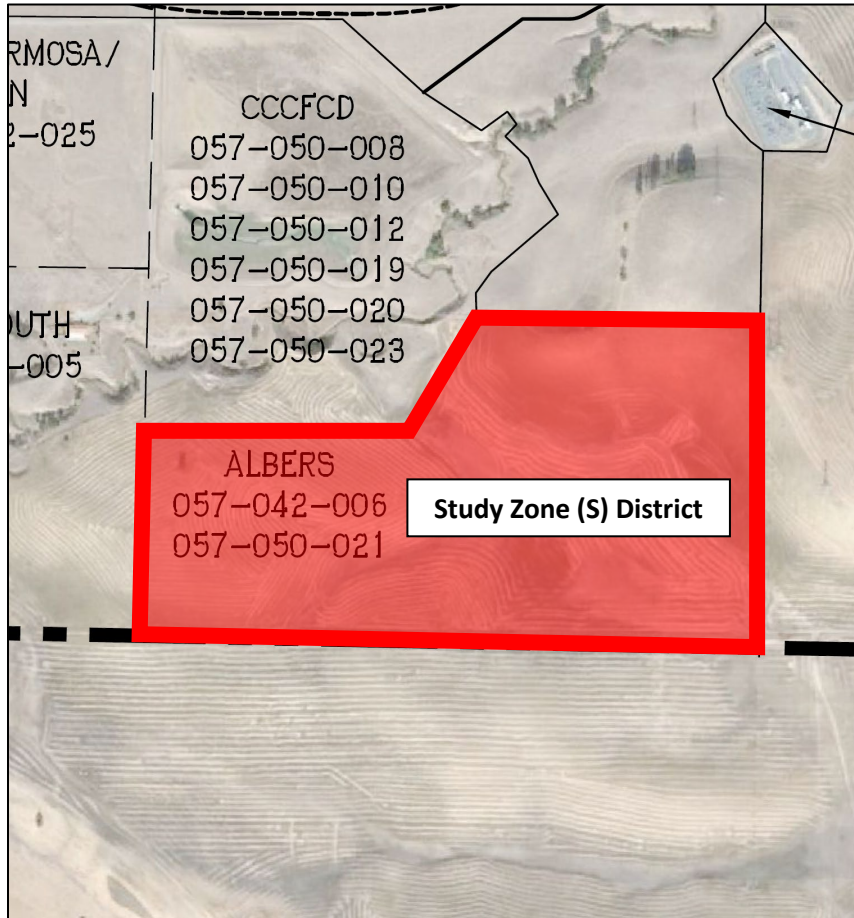 RMOSA/
N
2-025
CCCFCD
057-050-008
057-050-010
057-050-012
057-050-019
057-050-020
057-050-023
OUTH
-005
ALBERS
057-042-006
057-050-021
Study Zone (S) District